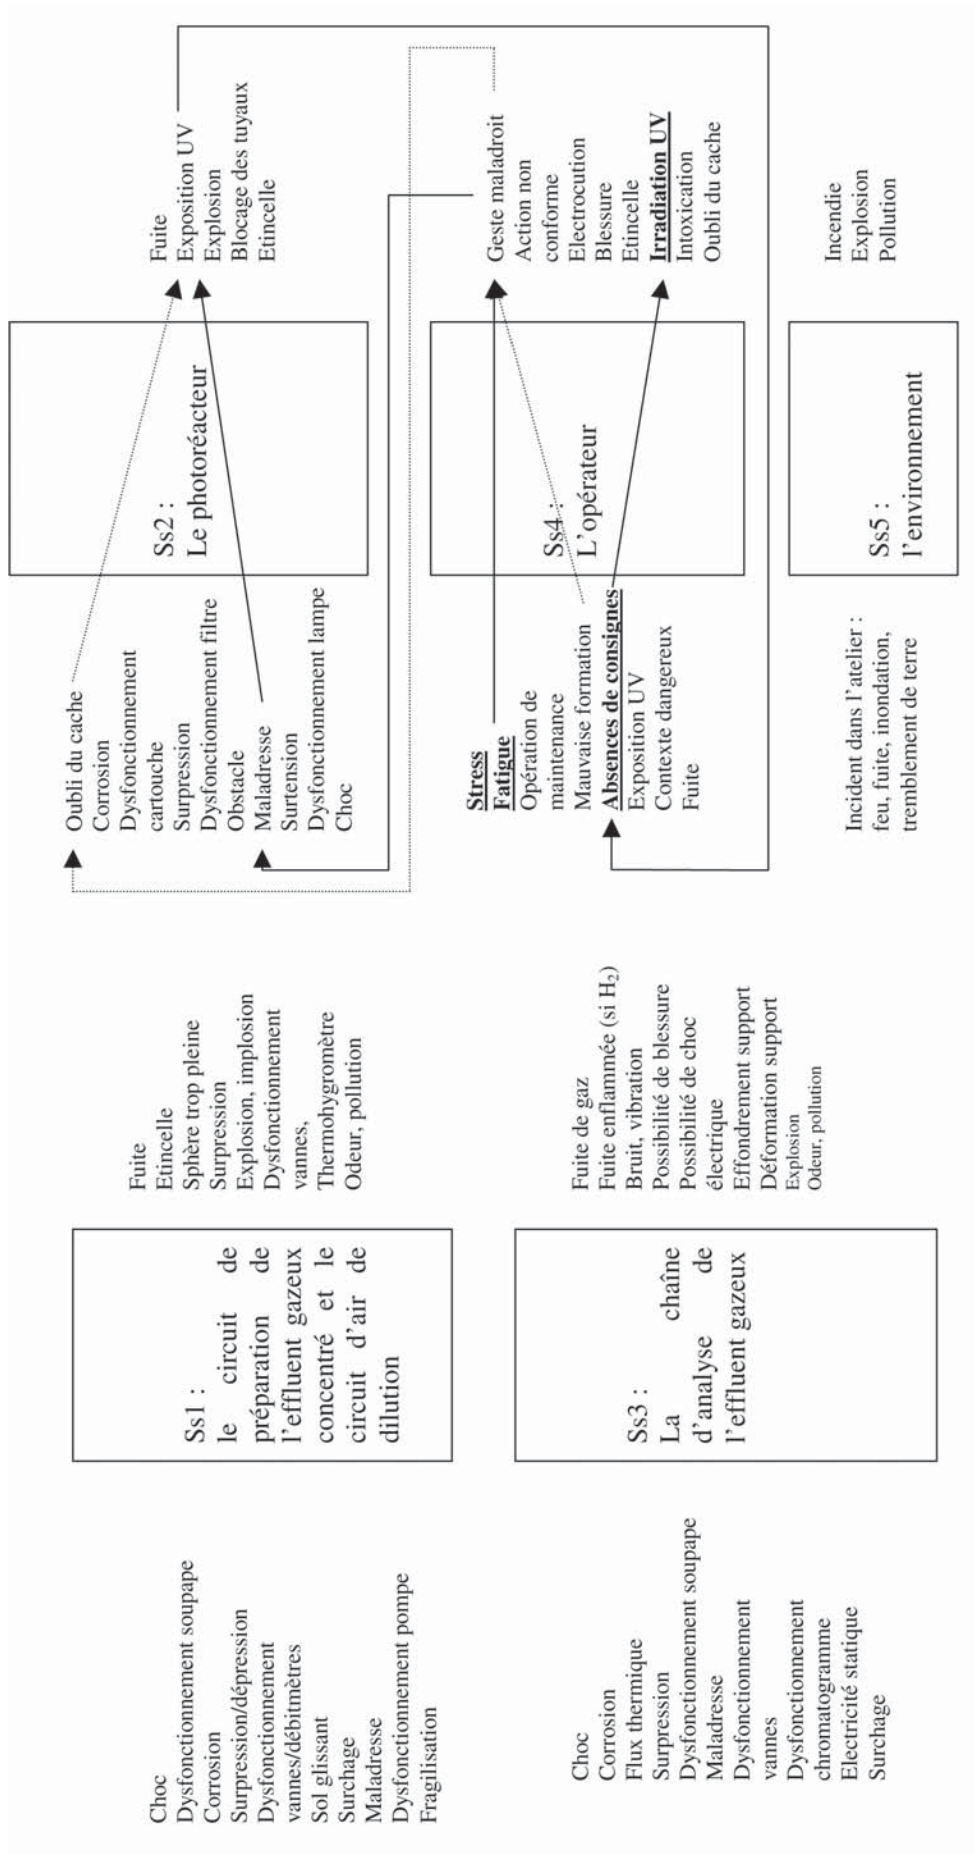 Choc
Dysfonctionnement soupape
Corrosion
Surpression/dépression
Dysfonctionnement
vannes/débitmètres
Sol glissant
Surchage
Maladresse
Dysfonctionnement pompe
Fragilisation
Ss1 :
le circuit de
préparation de
l'effluent gazeux
concentré et le
circuit d'air de
dilution
Fuite
Etincelle
Sphère trop pleine
Surpression
Explosion, implosion
Dysfonctionnement
vannes,
Thermohygromètre
Odeur, pollution
Oubli du cache
Corrosion
Dysfonctionnement
cartouche
Surpression
Dysfonctionnement filtre
Obstacle
Maladresse
Surtension
Dysfonctionnement lampe
Choc
Ss2 :
Le photoréacteur
Fuite
Exposition UV
Explosion
Blocage des tuyaux
Etincelle
Choc
Corrosion
Flux thermique
Surpression
Dysfonctionnement soupape
Maladresse
Dysfonctionnement
vannes
Dysfonctionnement
chromatogramme
Electricité statique
Surchage
Ss3 :
La chaîne
d'analyse de
l'effluent gazeux
Fuite de gaz
Fuite enflammée (si H₂)
Bruit, vibration
Possibilité de blessure
Possibilité de choc
électrique
Effondrement support
Déformation support
Explosion
Odeur, pollution
Stress
Fatigue
Opération de
maintenance
Mauvaise formation
Absences de consignes
Exposition UV
Contexte dangereux
Fuite
Ss4 :
L'opérateur
Geste maladroit
Action non
conforme
Electrocution
Blessure
Etincelle
Irradiation UV
Intoxication
Oubli du cache
Incident dans l'atelier :
feu, fuite, inondation,
tremblement de terre
Ss5 :
l'environnement
Incendie
Explosion
Pollution